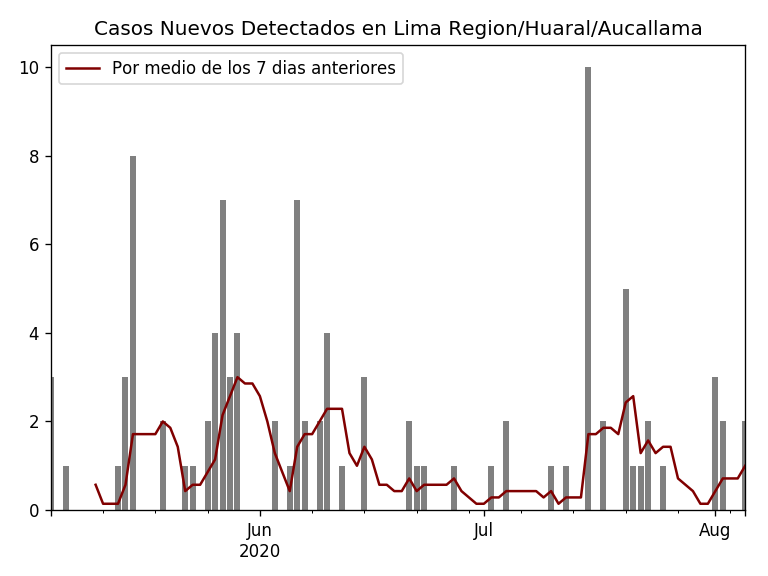 Casos Nuevos Detectados en Lima Region/Huaral/Aucallama
Por medio de los 7 dias anteriores
10
8
6
4
2
0
Jun
2020
Jul
Aug